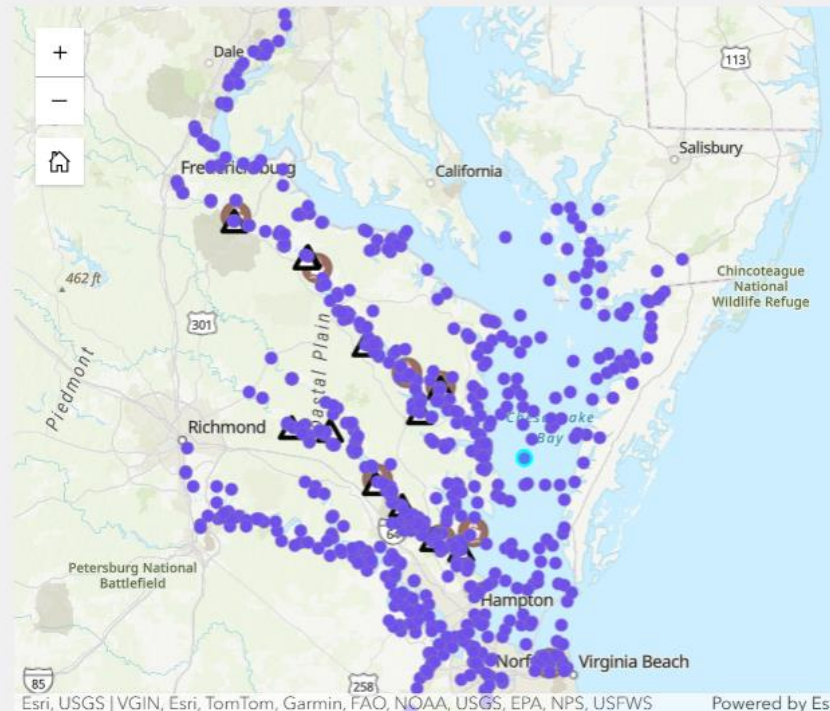 +
−
Dale
113
Salisbury
California
Fredericksburg
462 ft
301
Chincoteague
National
Wildlife Refuge
Piedmont
Coastal Plain
Richmond
Chesapeake
Bay
64
Petersburg National
Battlefield
Hampton
Norf
Virginia Beach
85
258
Esri, USGS | VGIN, Esri, TomTom, Garmin, FAO, NOAA, USGS, EPA, NPS, USFWS
Powered by Es